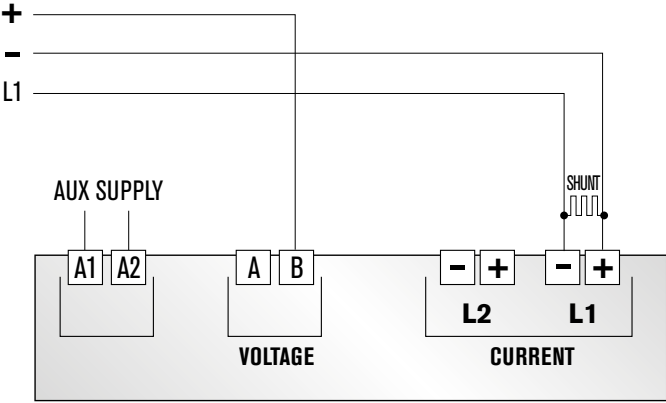 +
−
L1
SHUNT
AUX SUPPLY
A1 A2 A B − + − +
L2 L1
VOLTAGE CURRENT